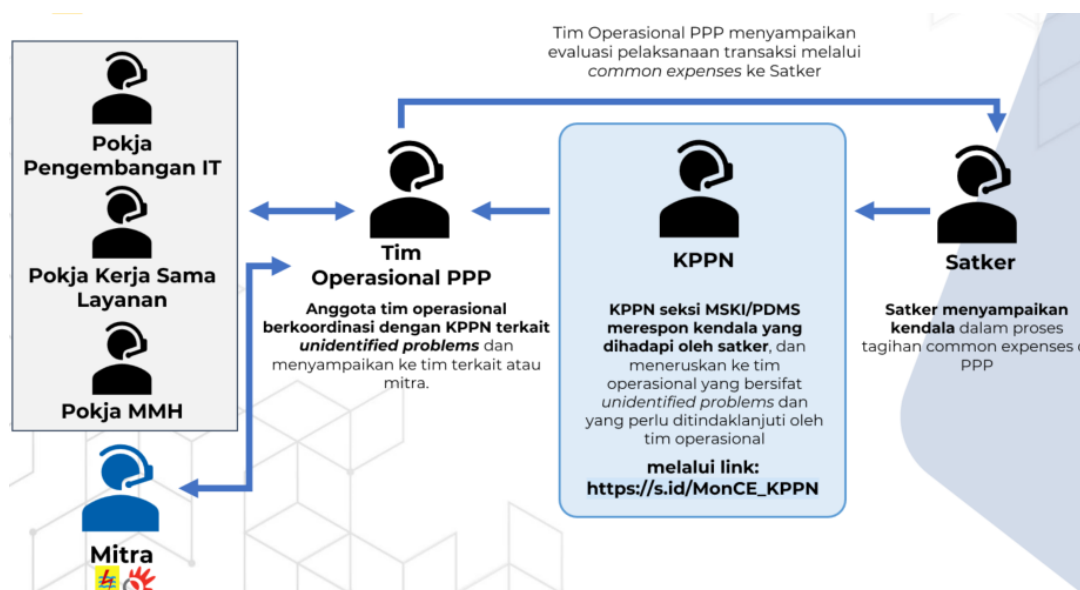 Tim Operasional PPP menyampaikan
evaluasi pelaksanaan transaksi melalui
common expenses ke Satker
Pokja
Pengembangan IT
Pokja Kerja Sama
Layanan
Pokja MMH
Mitra
Tim
Operasional PPP
Anggota tim operasional
berkoordinasi dengan KPPN terkait
unidentified problems dan
menyampaikan ke tim terkait atau
mitra.
KPPN
KPPN seksi MSKI/PDMS
merespon kendala yang
dihadapi oleh satker, dan
meneruskan ke tim
operasional yang bersifat
unidentified problems dan
yang perlu ditindaklanjuti oleh
tim operasional
melalui link:
https://s.id/MonCE_KPPN
Satker
Satker menyampaikan
kendala dalam proses
tagihan common expenses
PPP